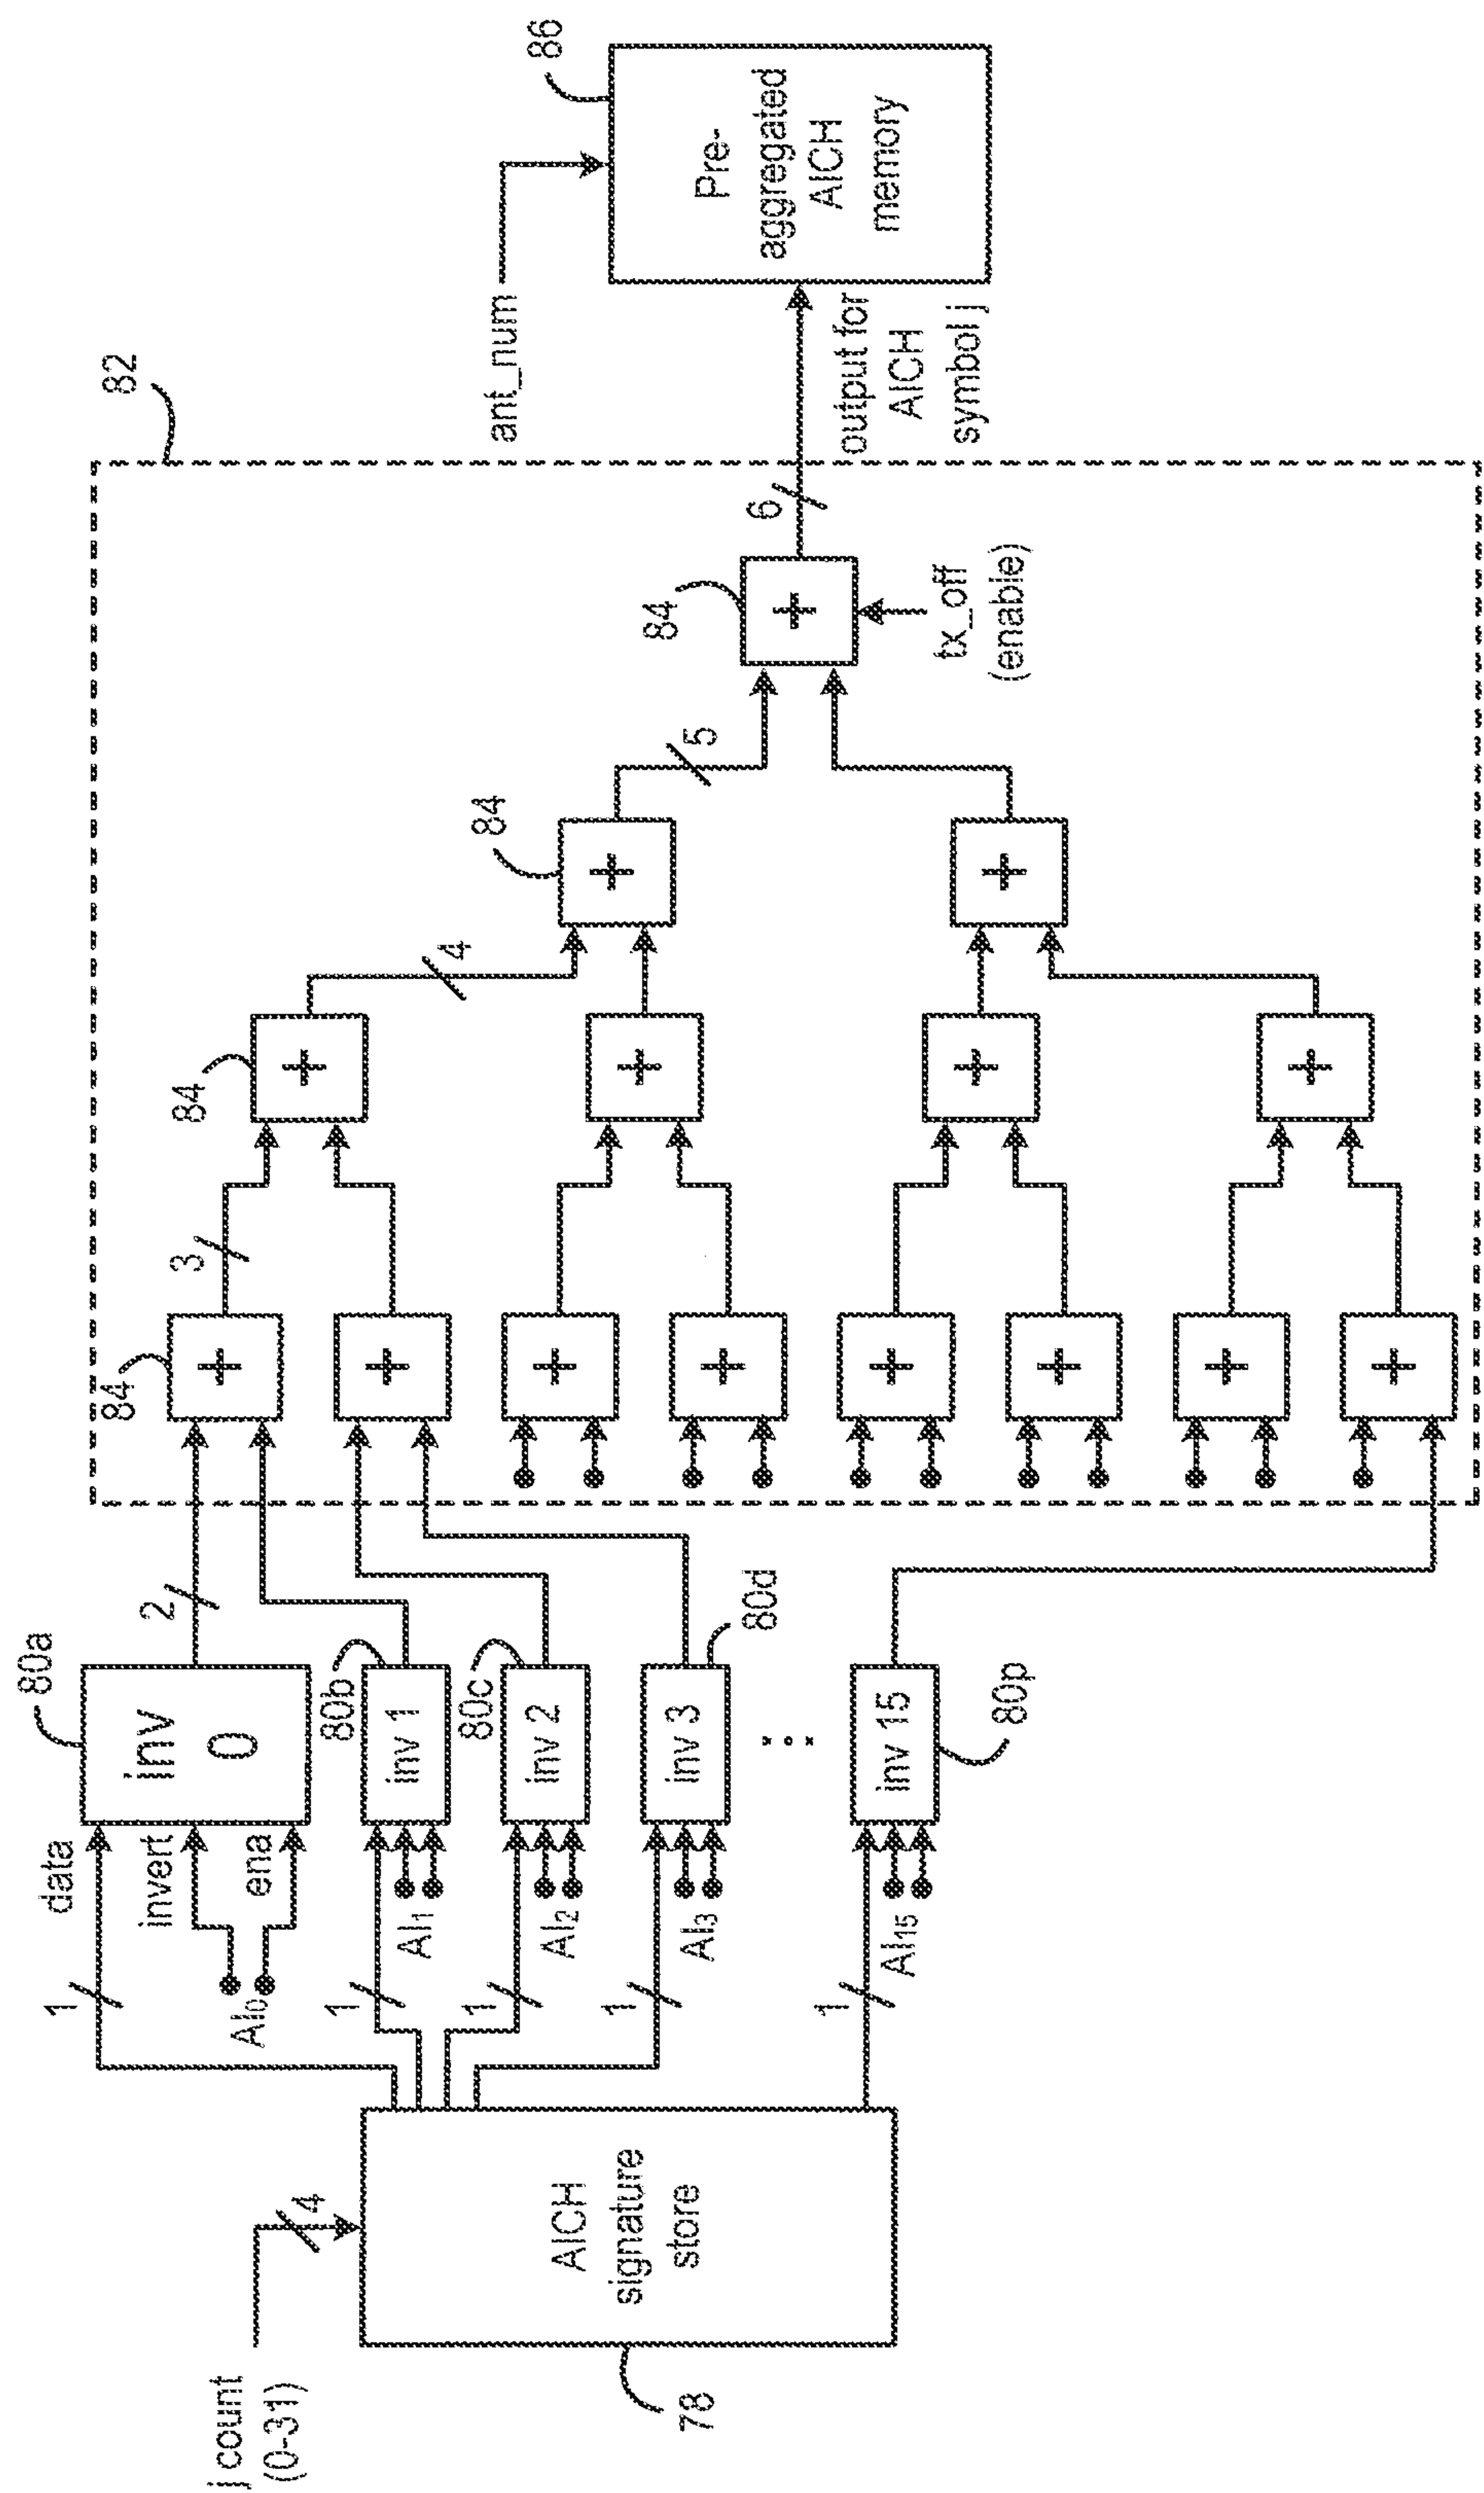 j count
(0-31)
4
78
AICH
signature
store
1
1
1
1
1
data
invert
ena
AI0
AI1
AI2
AI3
AI15
80a
inv
0
80b
inv 1
80c
inv 2
inv 3
80d
inv 15
80p
2
82
84
+
+
+
+
+
+
+
+
3
84
+
+
+
+
4
84
+
+
5
84
+
tx_off
(enable)
6
output for
AICH
symbol j
ant_num
86
Pre-
aggregated
AICH
memory